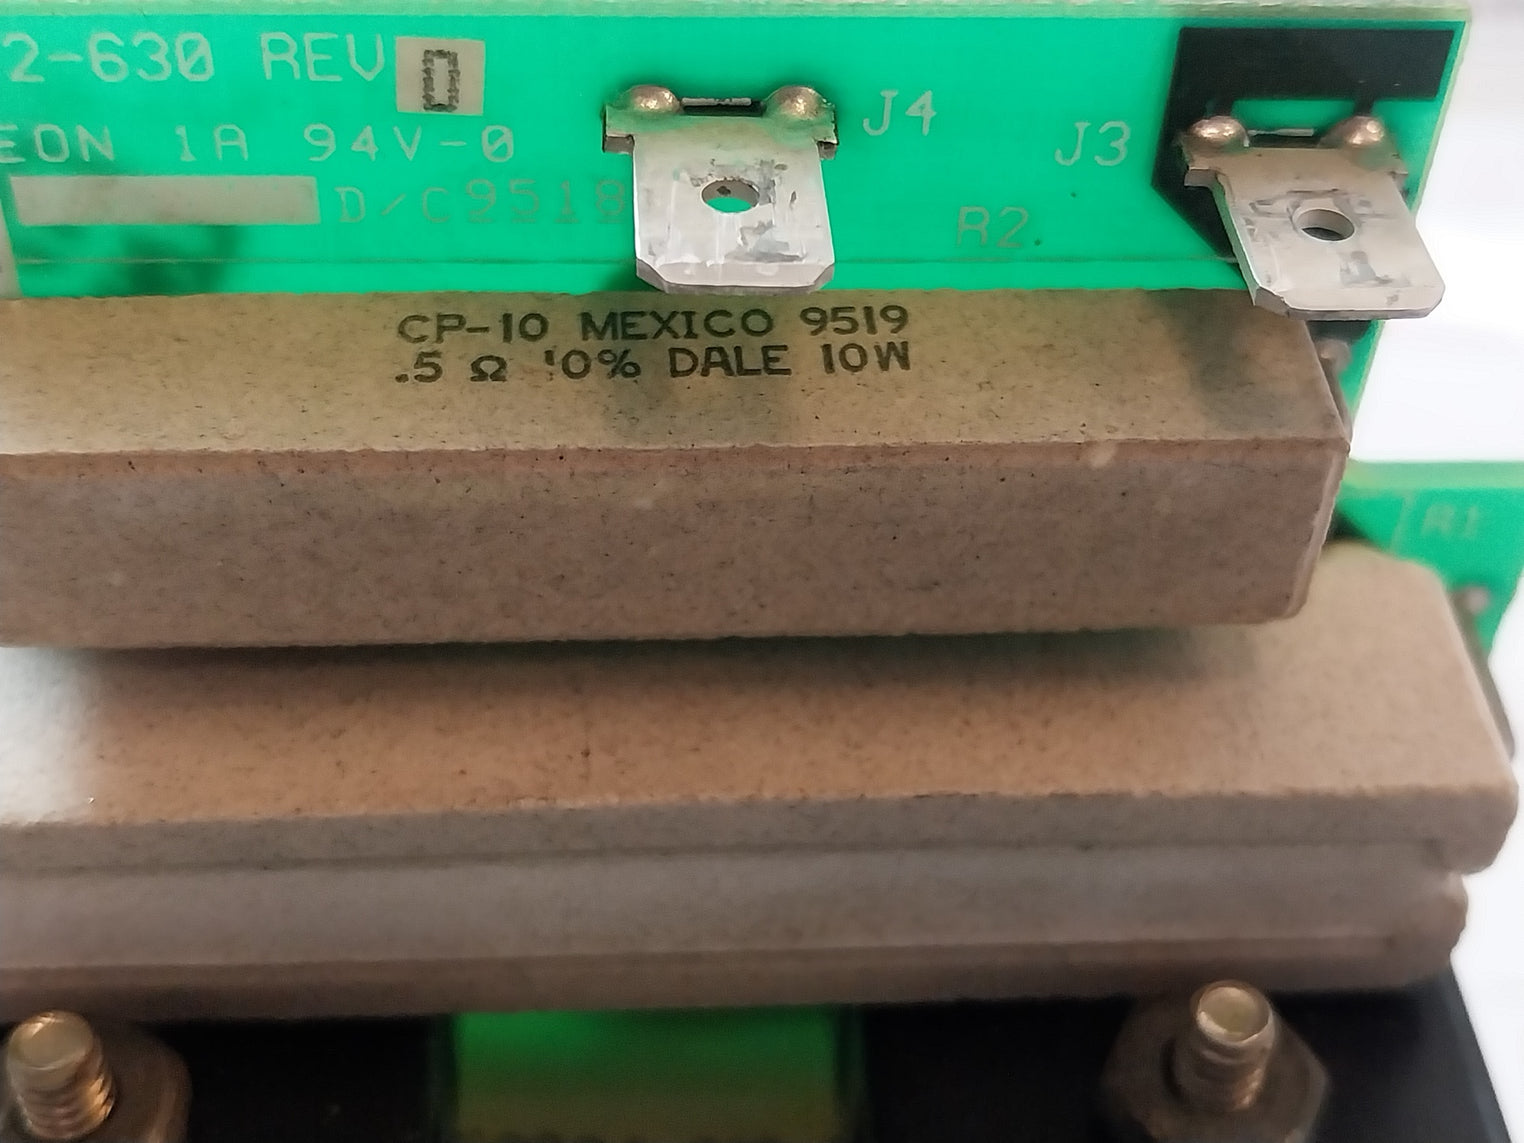 2-630 REV 0
EON 1A 94V-0
D/C9518
J4
J3
R2
CP-10 MEXICO 9519
.5 Ω 10% DALE 10W
R1